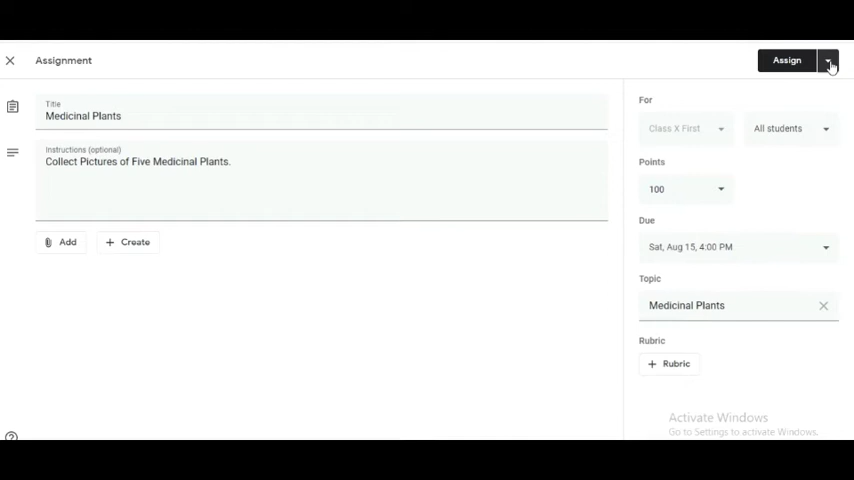 Assignment
Assign
Title
Medicinal Plants
Instructions (optional)
Collect Pictures of Five Medicinal Plants.
Add
Create
For
Class X First
All students
Points
100
Due
Sat, Aug 15, 4:00 PM
Topic
Medicinal Plants
Rubric
Rubric
Activate Windows
Go to Settings to activate Windows.